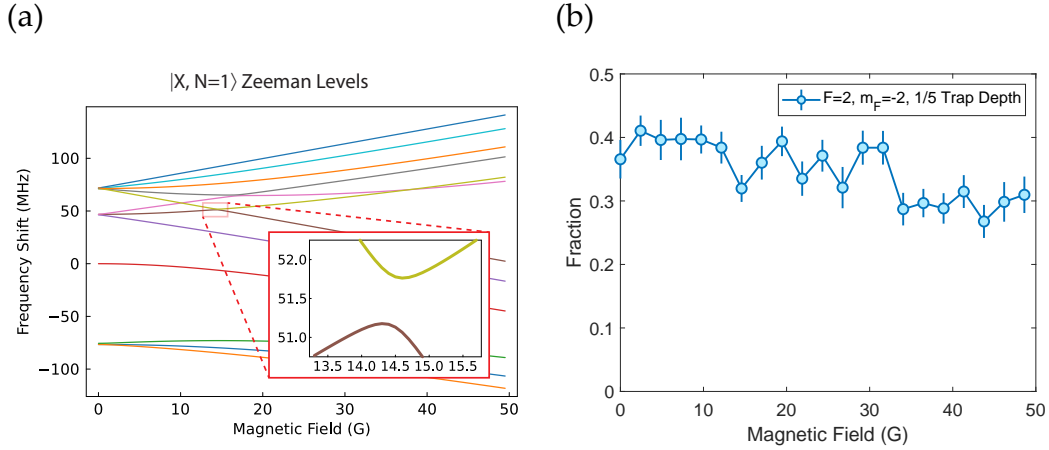 (a)
|X, N=1⟩ Zeeman Levels
Frequency Shift (MHz)
100
50
0
−50
−100
52.0
51.5
51.0
13.5 14.0 14.5 15.0 15.5
0 10 20 30 40 50
Magnetic Field (G)
(b)
F=2, m_F=-2, 1/5 Trap Depth
Fraction
0.5
0.4
0.3
0.2
0.1
0
0 10 20 30 40 50
Magnetic Field (G)